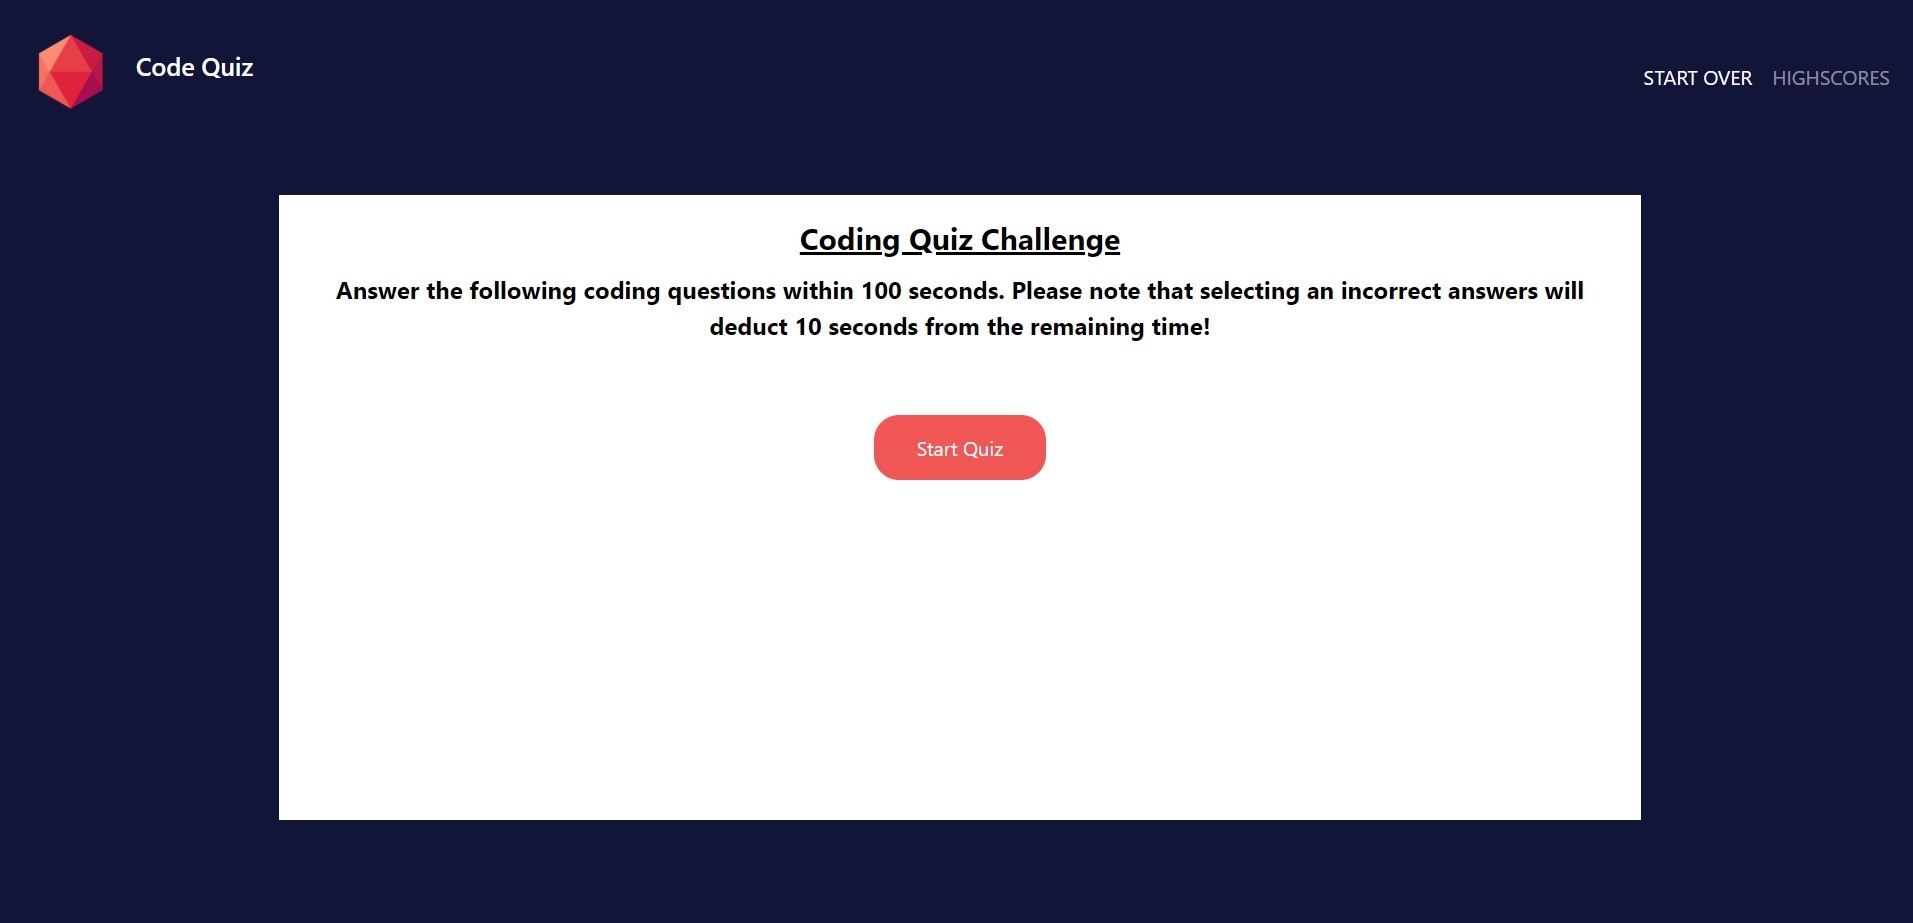 Code Quiz
START OVER HIGHSCORES
Coding Quiz Challenge
Answer the following coding questions within 100 seconds. Please note that selecting an incorrect answers will
deduct 10 seconds from the remaining time!
Start Quiz